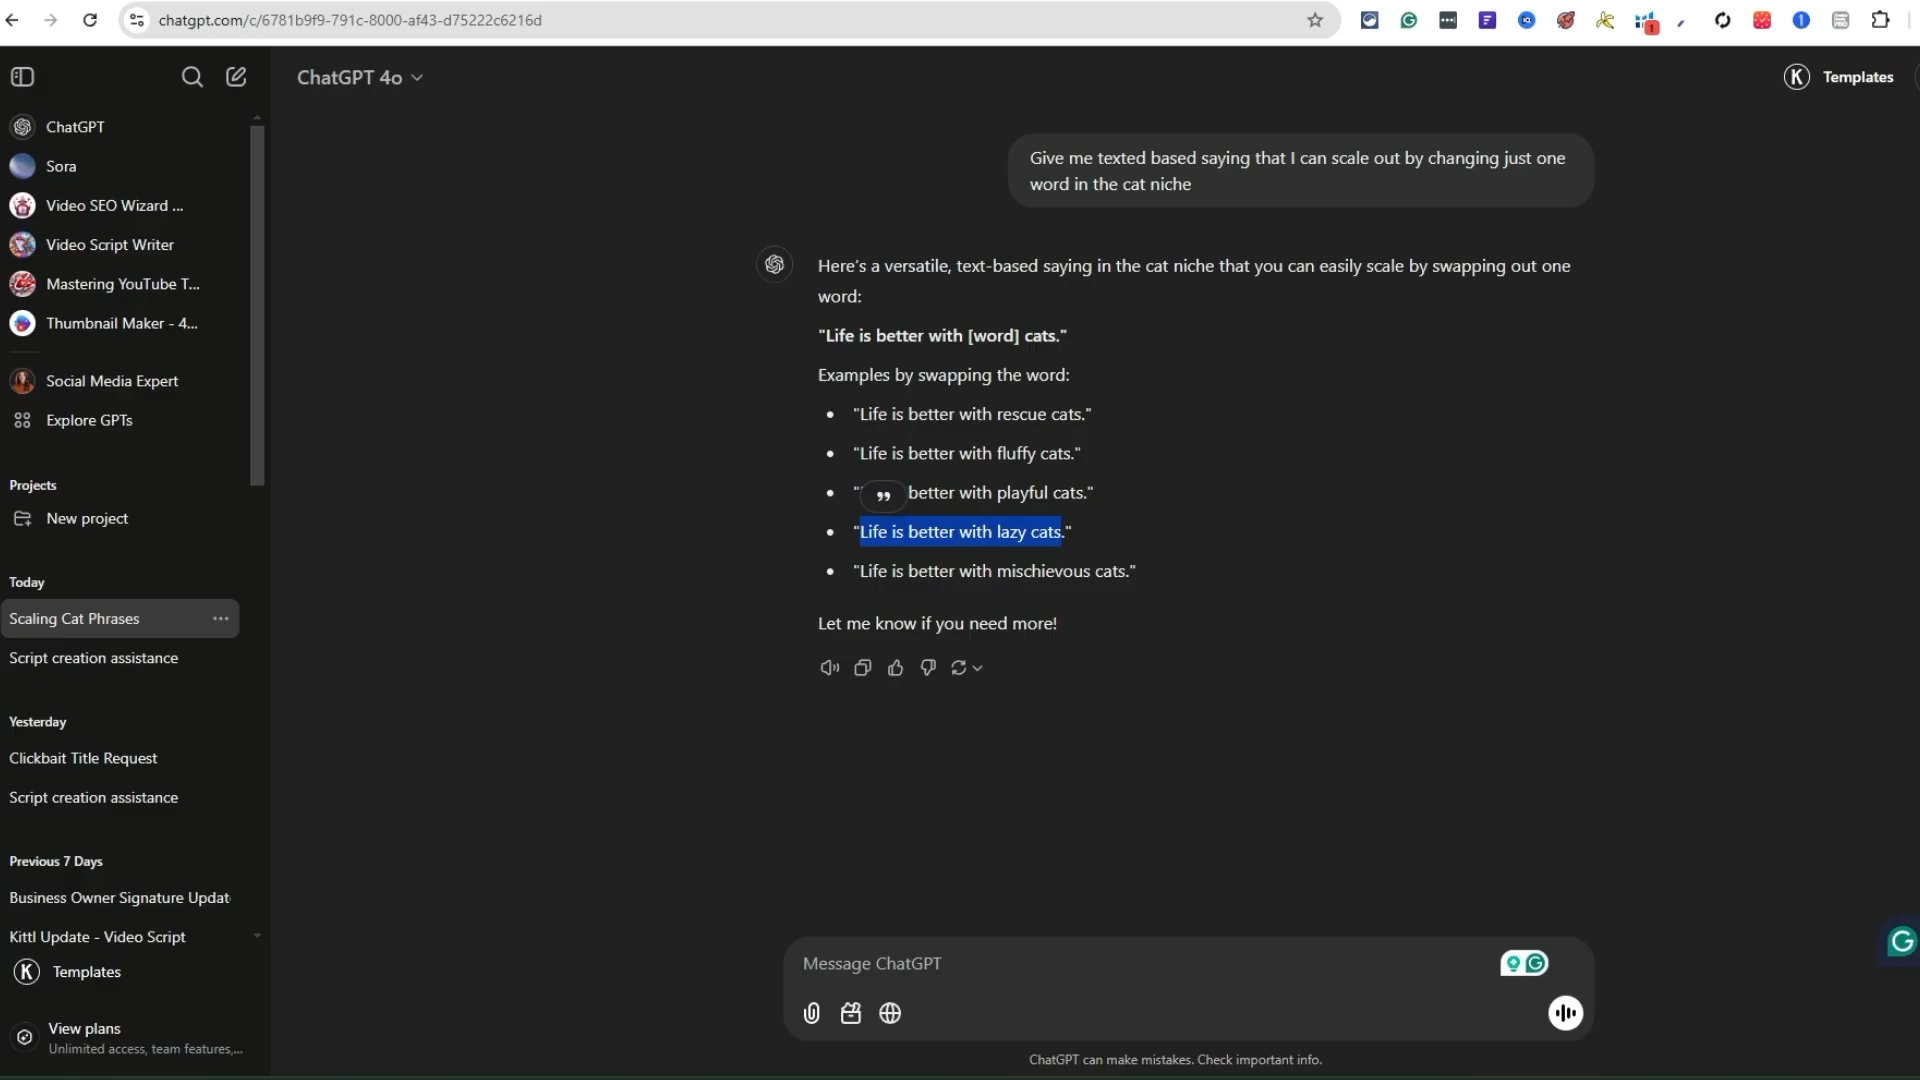 chatgpt.com/c/6781b9f9-791c-8000-af43-d75222c6216d
1
ChatGPT 4o
K Templates
ChatGPT
Sora
Video SEO Wizard ...
Video Script Writer
Mastering YouTube T...
Thumbnail Maker - 4...
Social Media Expert
Explore GPTs
Projects
New project
Today
Scaling Cat Phrases
Script creation assistance
Yesterday
Clickbait Title Request
Script creation assistance
Previous 7 Days
Business Owner Signature Updat
Kittl Update - Video Script
K Templates
View plans
Unlimited access, team features,...
Give me texted based saying that I can scale out by changing just one
word in the cat niche
Here's a versatile, text-based saying in the cat niche that you can easily scale by swapping out one
word:
"Life is better with [word] cats."
Examples by swapping the word:
• "Life is better with rescue cats."
• "Life is better with fluffy cats."
• " better with playful cats."
• "Life is better with lazy cats."
• "Life is better with mischievous cats."
Let me know if you need more!
Message ChatGPT
ChatGPT can make mistakes. Check important info.